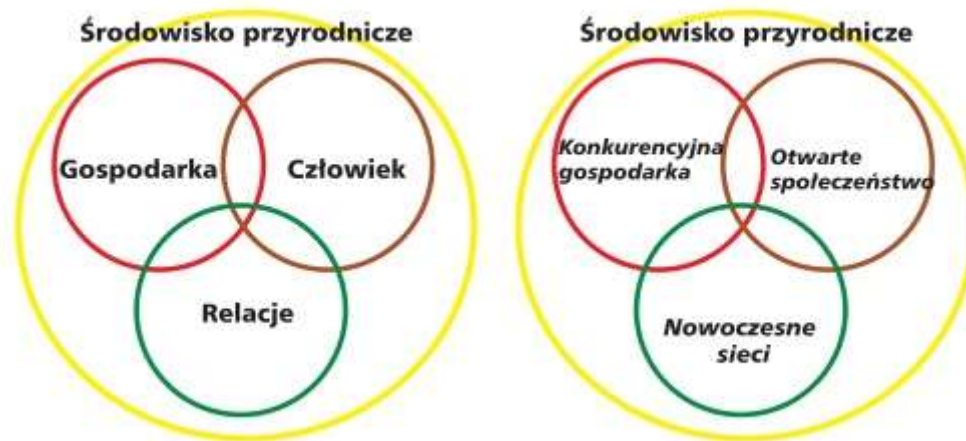 Środowisko przyrodnicze
Gospodarka
Człowiek
Relacje
Środowisko przyrodnicze
Konkurencyjna
gospodarka
Otwarte
społeczeństwo
Nowoczesne
sieci